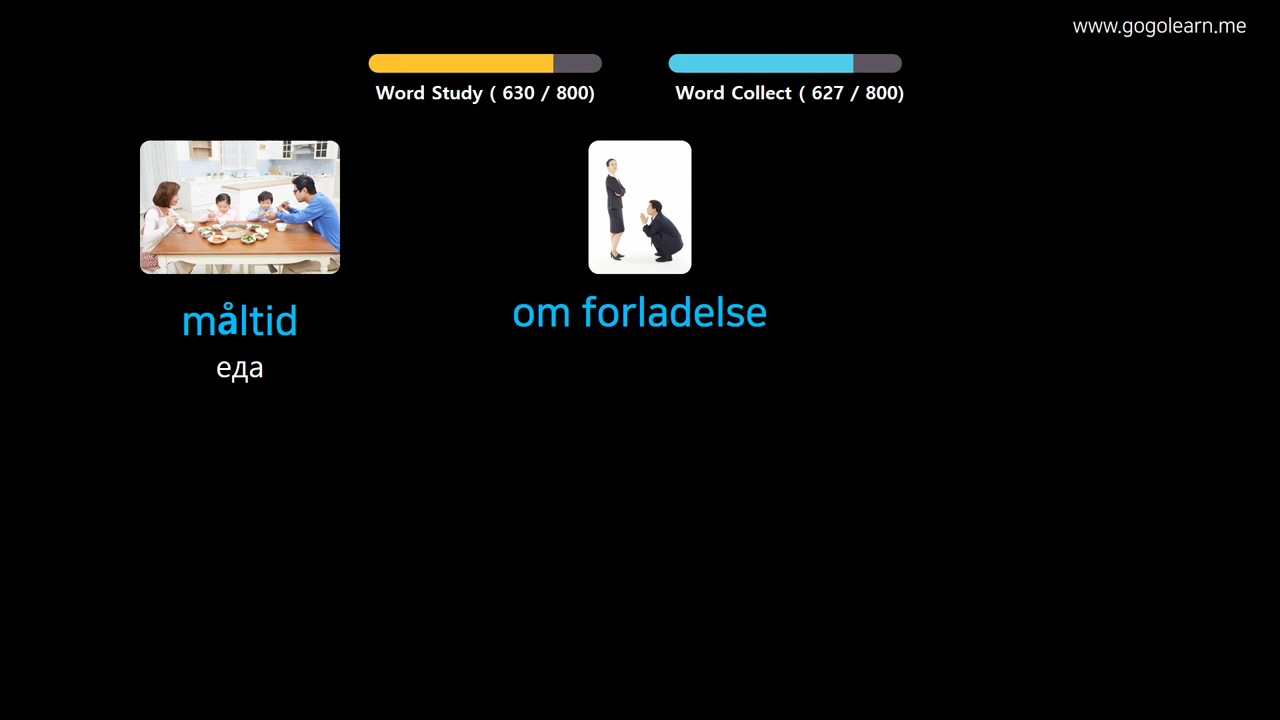 www.gogolearn.me
Word Study ( 630 / 800)
Word Collect ( 627 / 800)
måltid
еда
om forladelse